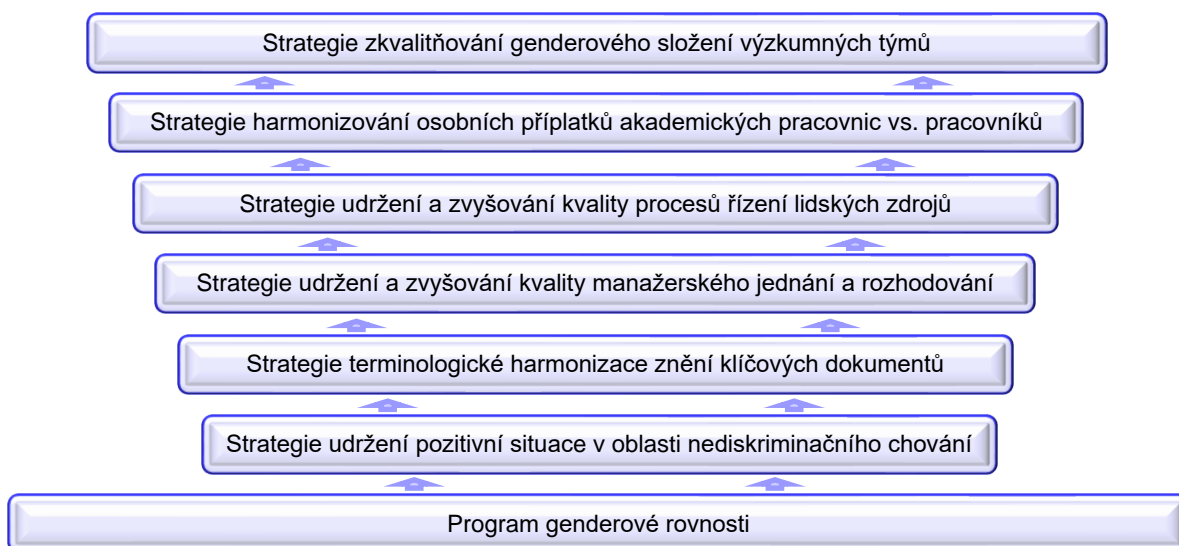 Strategie zkvalitňování genderového složení výzkumných týmů
Strategie harmonizování osobních příplatků akademických pracovnic vs. pracovníků
Strategie udržení a zvyšování kvality procesů řízení lidských zdrojů
Strategie udržení a zvyšování kvality manažerského jednání a rozhodování
Strategie terminologické harmonizace znění klíčových dokumentů
Strategie udržení pozitivní situace v oblasti nediskriminačního chování
Program genderové rovnosti